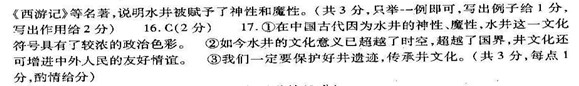 《西游记》等名著,说明水井被赋予了神性和魔性。(共3分,只举一例即可,写出例子给1分,
写出作用给2分) 16.C(2分) 17.①在中国古代因为水井的神性、魔性,水井这一文化
符号具有了较浓的政治色彩。 ②如今水井的文化意义已超越了时空,超越了国界,井文化还
可增进中外人民的友好情谊。 ③我们一定要保护好井遗迹,传承井文化。(共3分,每点1
分,酌情给分)